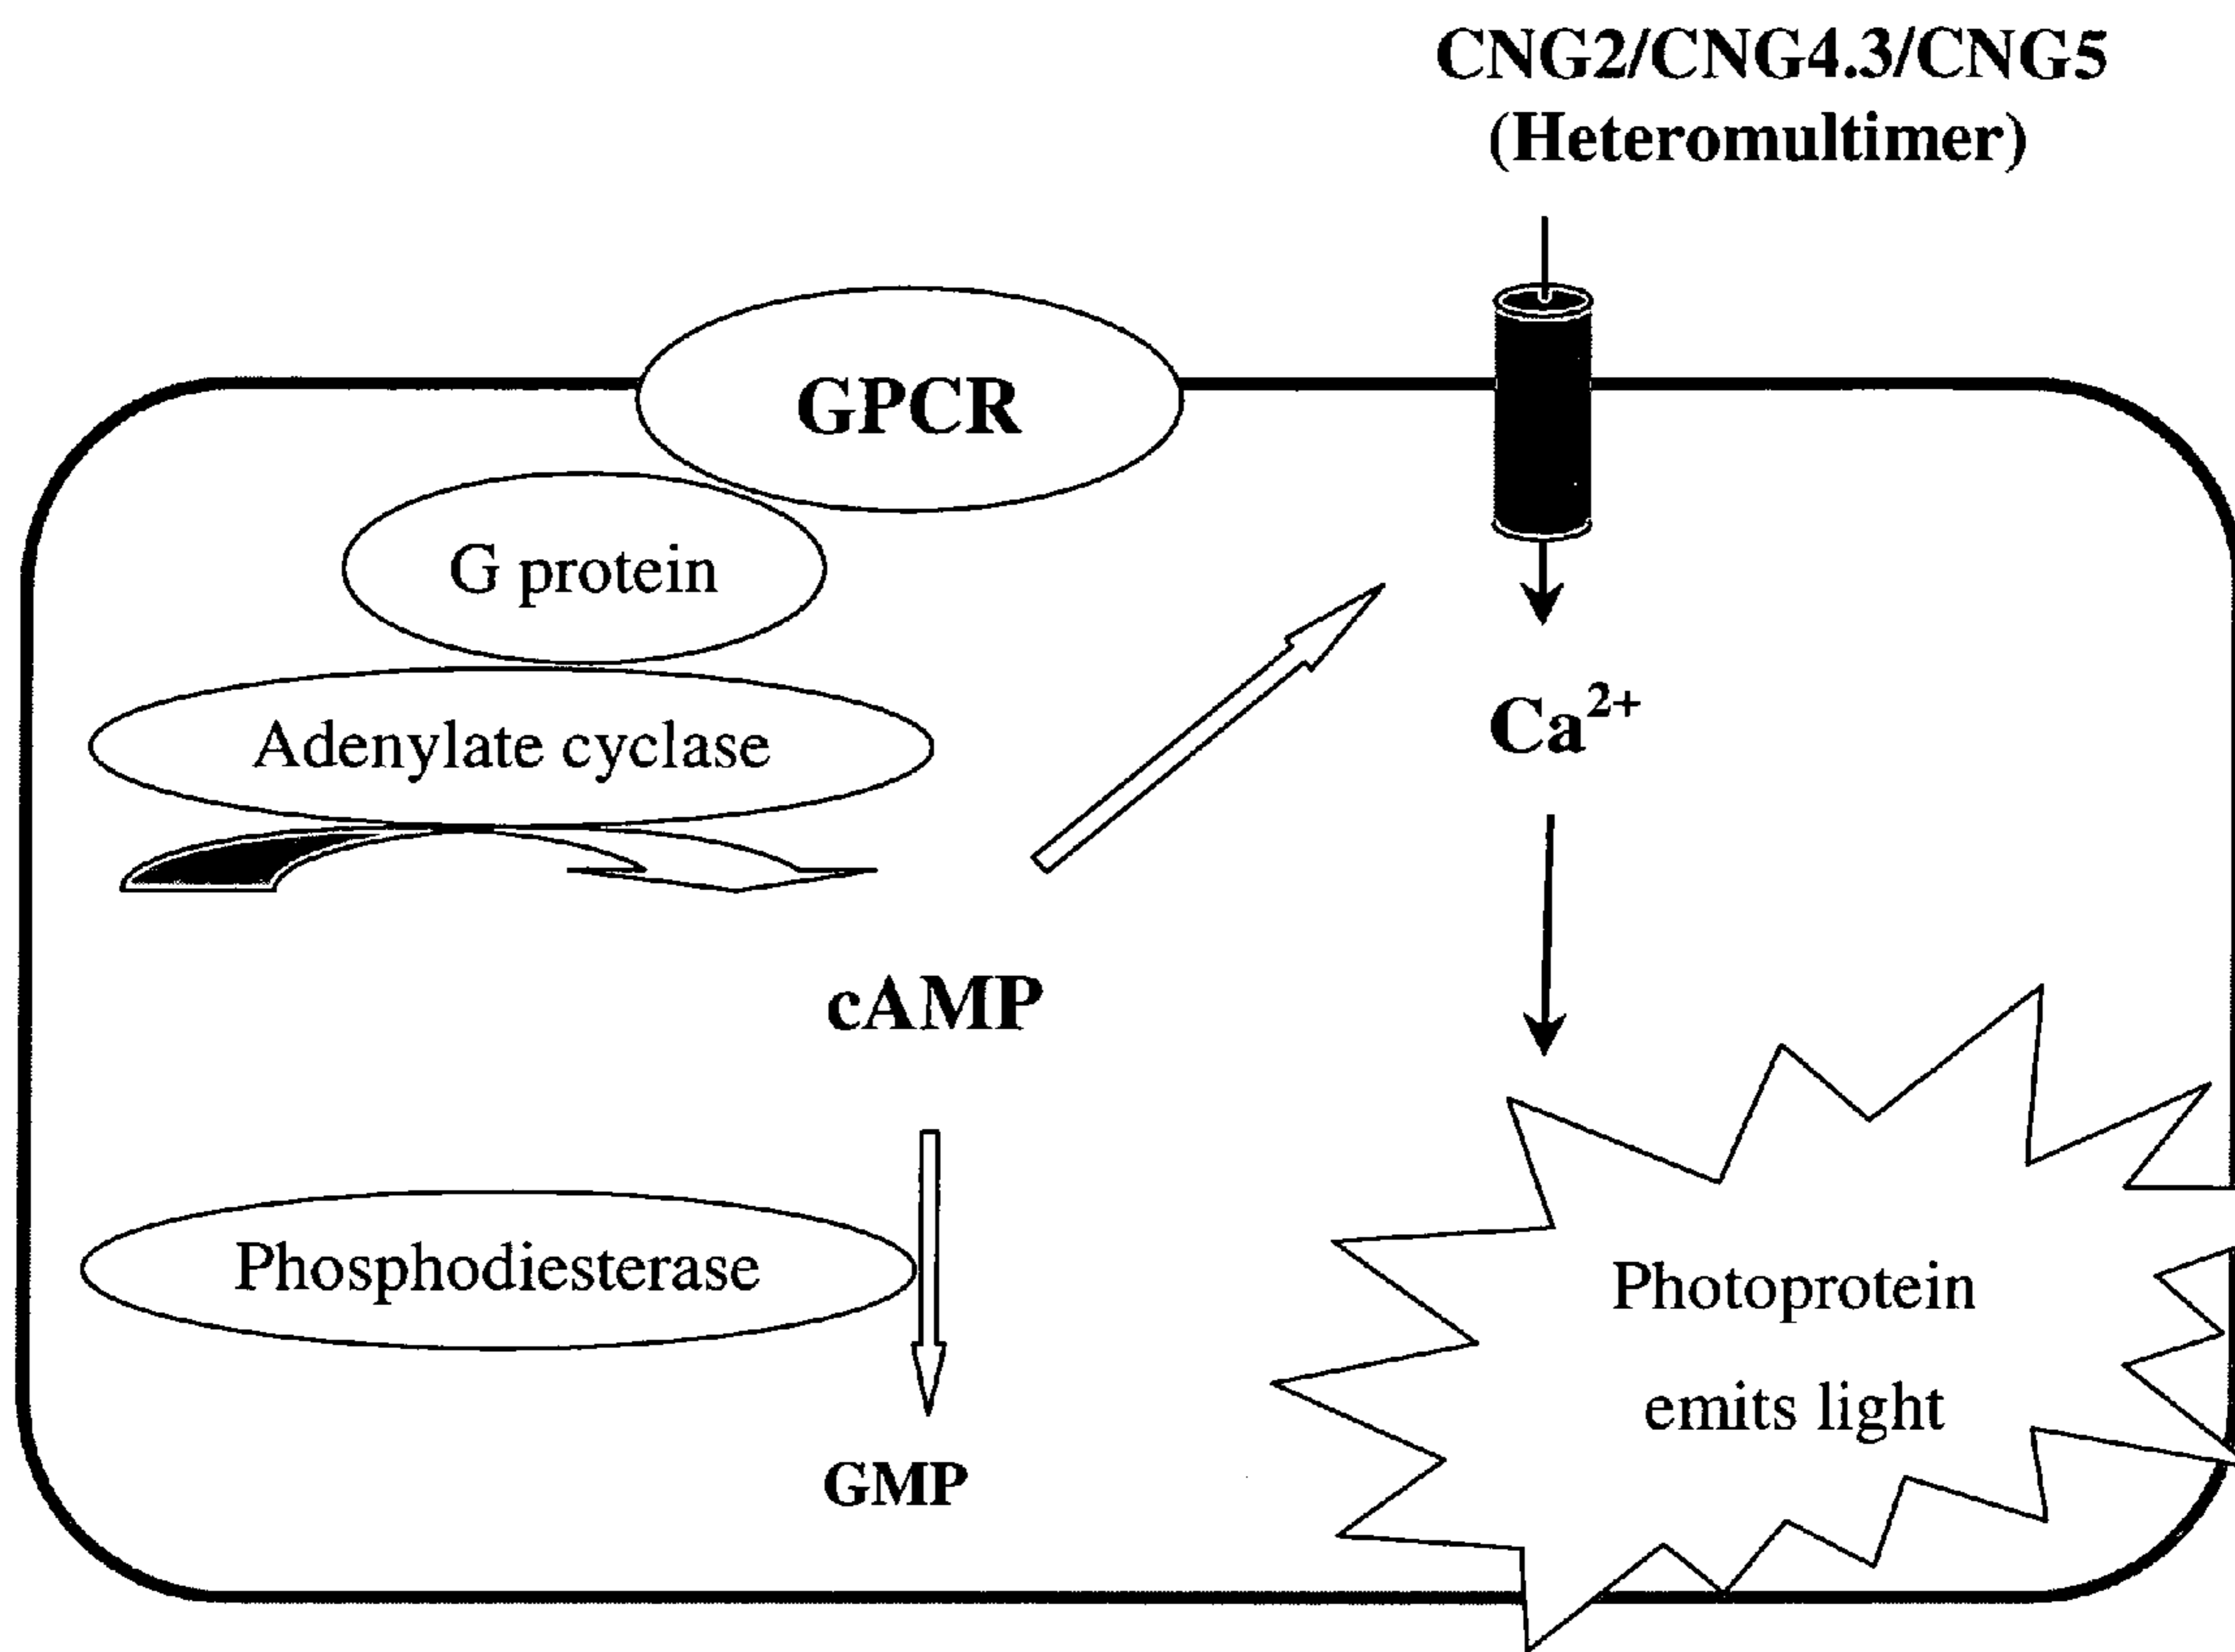 CNG2/CNG4.3/CNG5
(Heteromultimer)
GPCR
G protein
Adenylate cyclase
Ca²⁺
cAMP
Phosphodiesterase
Photoprotein
emits light
GMP